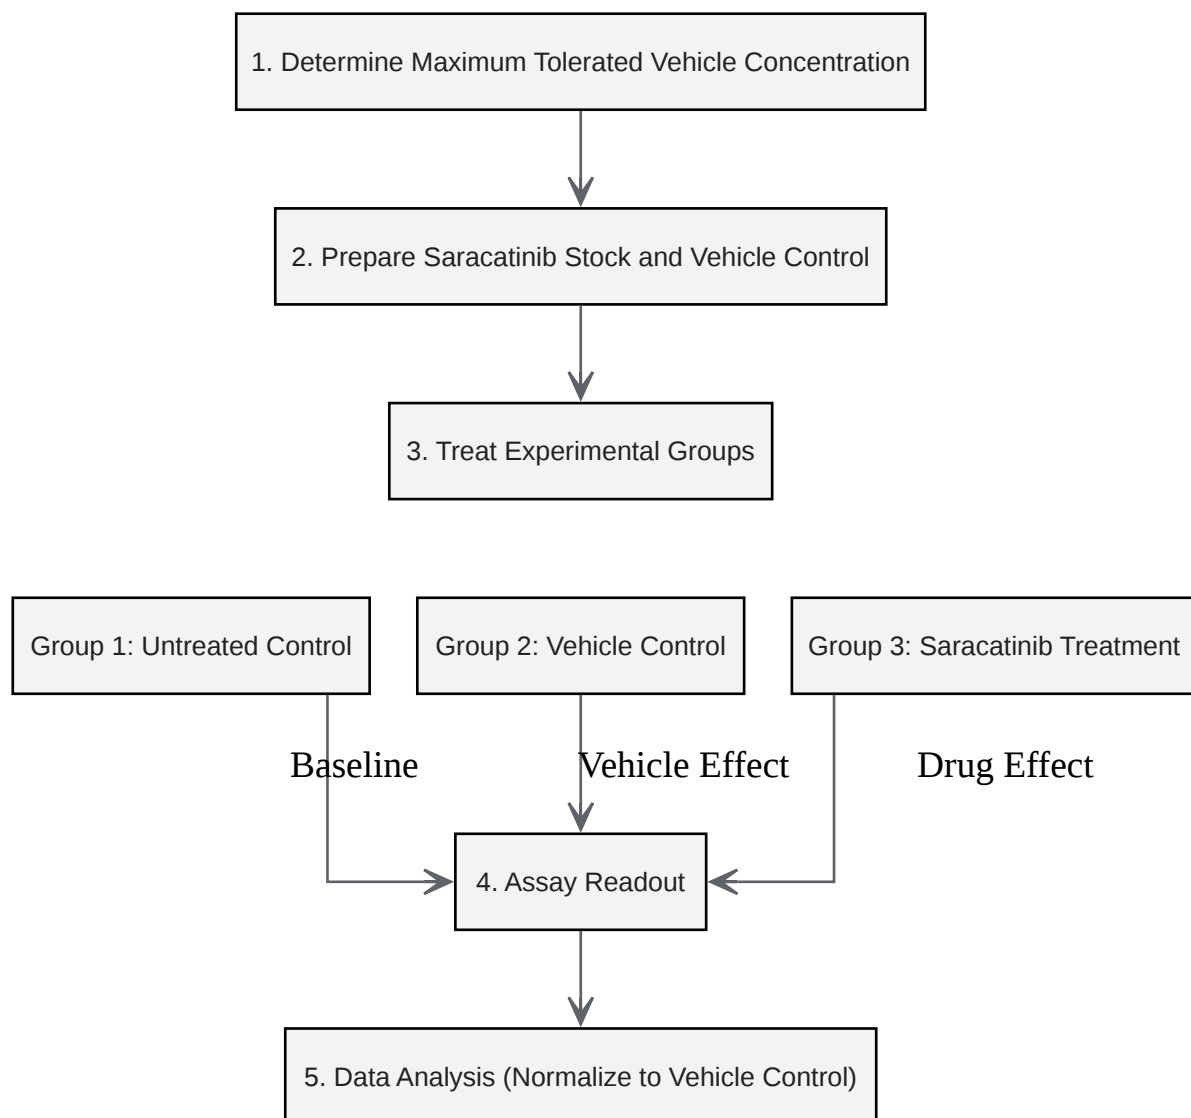 1. Determine Maximum Tolerated Vehicle Concentration
2. Prepare Saracatinib Stock and Vehicle Control
3. Treat Experimental Groups
Group 1: Untreated Control
Group 2: Vehicle Control
Group 3: Saracatinib Treatment
Baseline
Vehicle Effect
Drug Effect
4. Assay Readout
5. Data Analysis (Normalize to Vehicle Control)